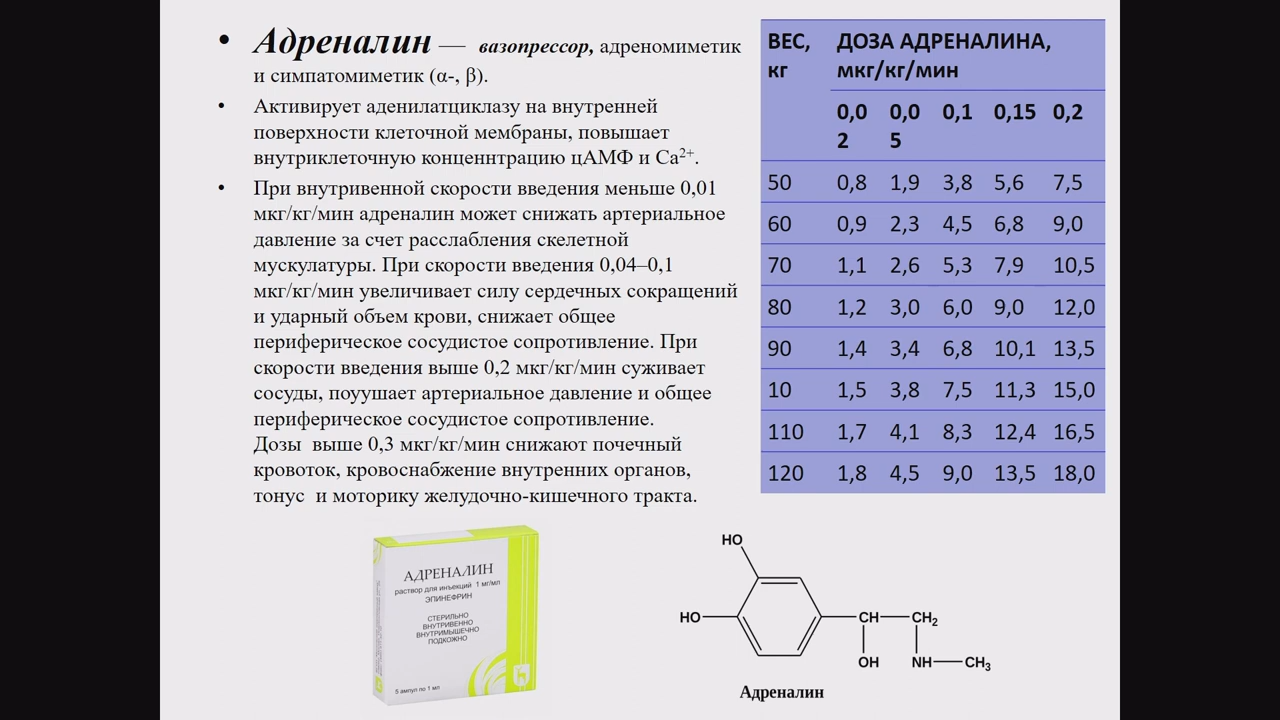 • Адреналин — вазопрессор, адреномиметик
и симпатомиметик (α-, β).
• Активирует аденилатциклазу на внутренней
поверхности клеточной мембраны, повышает
внутриклеточную конценнтрацию цАМФ и Са²⁺.
• При внутривенной скорости введения меньше 0,01
мкг/кг/мин адреналин может снижать артериальное
давление за счет расслабления скелетной
мускулатуры. При скорости введения 0,04–0,1
мкг/кг/мин увеличивает силу сердечных сокращений
и ударный объем крови, снижает общее
периферическое сосудистое сопротивление. При
скорости введения выше 0,2 мкг/кг/мин суживает
сосуды, поуушает артериальное давление и общее
периферическое сосудистое сопротивление.
Дозы выше 0,3 мкг/кг/мин снижают почечный
кровоток, кровоснабжение внутренних органов,
тонус и моторику желудочно-кишечного тракта.
ВЕС, ДОЗА АДРЕНАЛИНА,
кг мкг/кг/мин
0,0 0,0 0,1 0,15 0,2
2 5
50 0,8 1,9 3,8 5,6 7,5
60 0,9 2,3 4,5 6,8 9,0
70 1,1 2,6 5,3 7,9 10,5
80 1,2 3,0 6,0 9,0 12,0
90 1,4 3,4 6,8 10,1 13,5
10 1,5 3,8 7,5 11,3 15,0
110 1,7 4,1 8,3 12,4 16,5
120 1,8 4,5 9,0 13,5 18,0
АДРЕНАЛИН
раствор для инъекций 1 мг/мл
ЭПИНЕФРИН
СТЕРИЛЬНО
ВНУТРИВЕННО
ВНУТРИМЫШЕЧНО
ПОДКОЖНО
5 ампул по 1 мл
HO
HO CH CH₂
OH NH CH₃
Адреналин